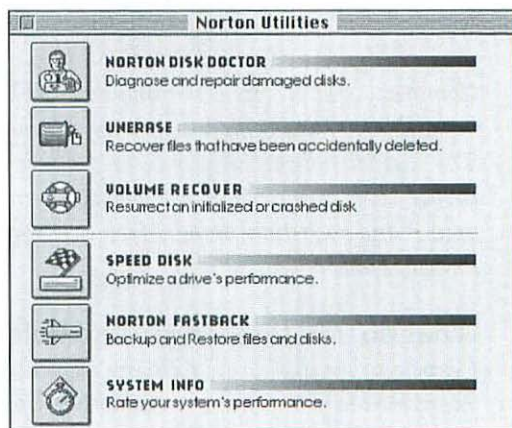 Norton Utilities
NORTON DISK DOCTOR
Diagnose and repair damaged disks.
UNERASE
Recover files that have been accidentally deleted.
VOLUME RECOVER
Resurrect an initialized or crashed disk
SPEED DISK
Optimize a drive's performance.
NORTON FASTBACK
Backup and Restore files and disks.
SYSTEM INFO
Rate your system's performance.